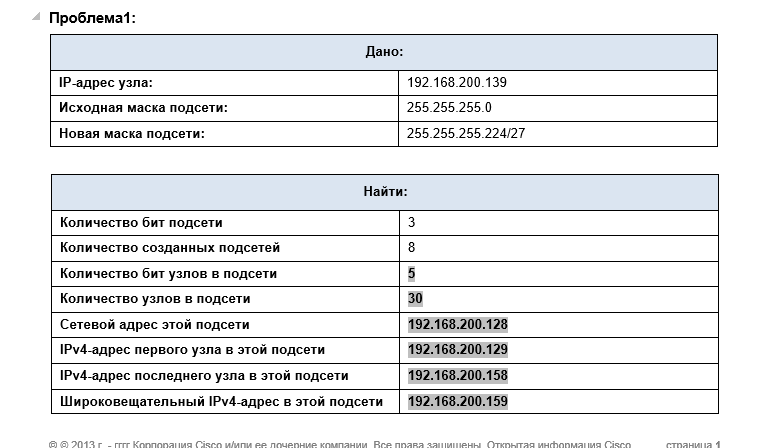 Проблема1:
Дано:
IP-адрес узла: 192.168.200.139
Исходная маска подсети: 255.255.255.0
Новая маска подсети: 255.255.255.224/27
Найти:
Количество бит подсети 3
Количество созданных подсетей 8
Количество бит узлов в подсети 5
Количество узлов в подсети 30
Сетевой адрес этой подсети 192.168.200.128
IPv4-адрес первого узла в этой подсети 192.168.200.129
IPv4-адрес последнего узла в этой подсети 192.168.200.158
Широковещательный IPv4-адрес в этой подсети 192.168.200.159
© © 2013 г. - гггг Корпорация Cisco и/или ее дочерние компании. Все права защищены. Открытая информация Cisco страница 1